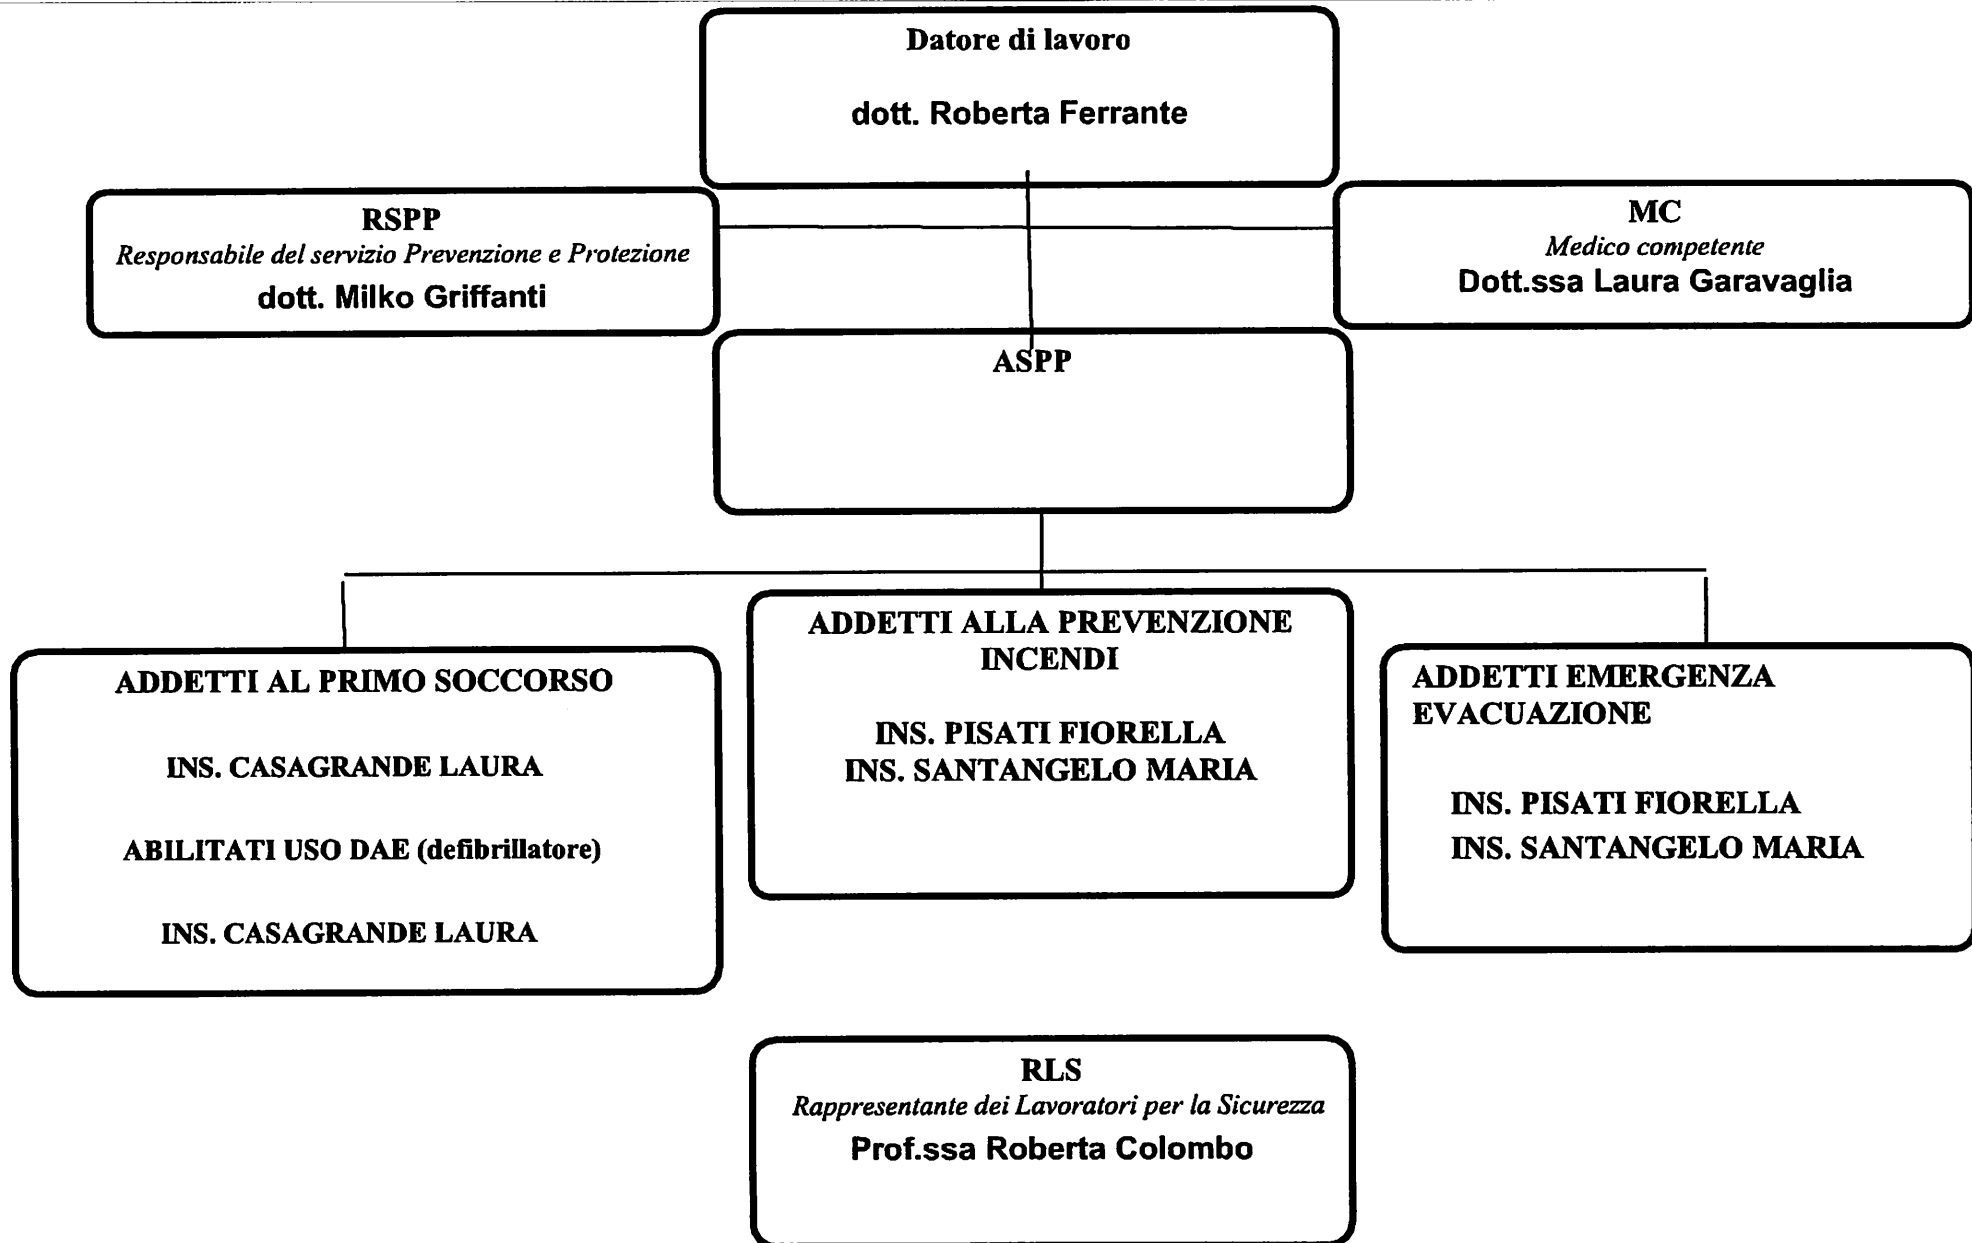 Datore di lavoro
dott. Roberta Ferrante
RSPP
Responsabile del servizio Prevenzione e Protezione
dott. Milko Griffanti
MC
Medico competente
Dott.ssa Laura Garavaglia
ASPP
ADDETTI AL PRIMO SOCCORSO
INS. CASAGRANDE LAURA
ABILITATI USO DAE (defibrillatore)
INS. CASAGRANDE LAURA
ADDETTI ALLA PREVENZIONE
INCENDI
INS. PISATI FIORELLA
INS. SANTANGELO MARIA
ADDETTI EMERGENZA
EVACUAZIONE
INS. PISATI FIORELLA
INS. SANTANGELO MARIA
RLS
Rappresentante dei Lavoratori per la Sicurezza
Prof.ssa Roberta Colombo